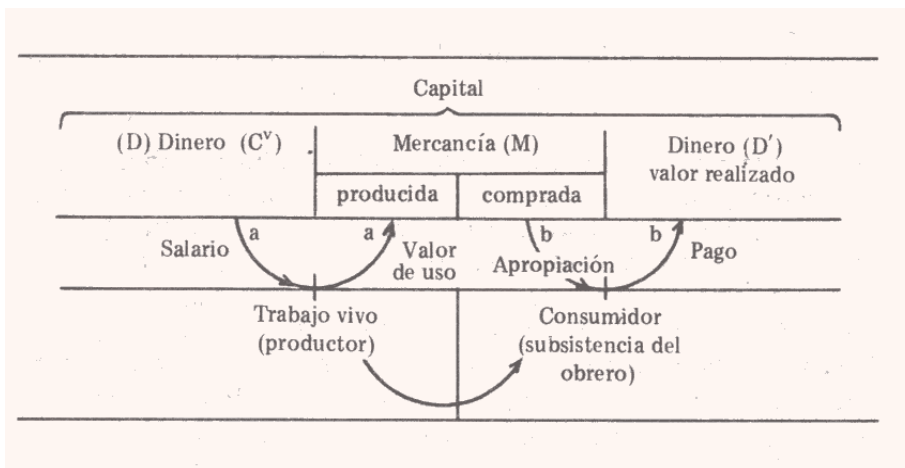 Capital
(D) Dinero (Cᵛ)
Mercancía (M)
Dinero (D′)
valor realizado
producida
comprada
Salario
a
a
Valor
de uso
b
Apropiación
b
Pago
Trabajo vivo
(productor)
Consumidor
(subsistencia del
obrero)